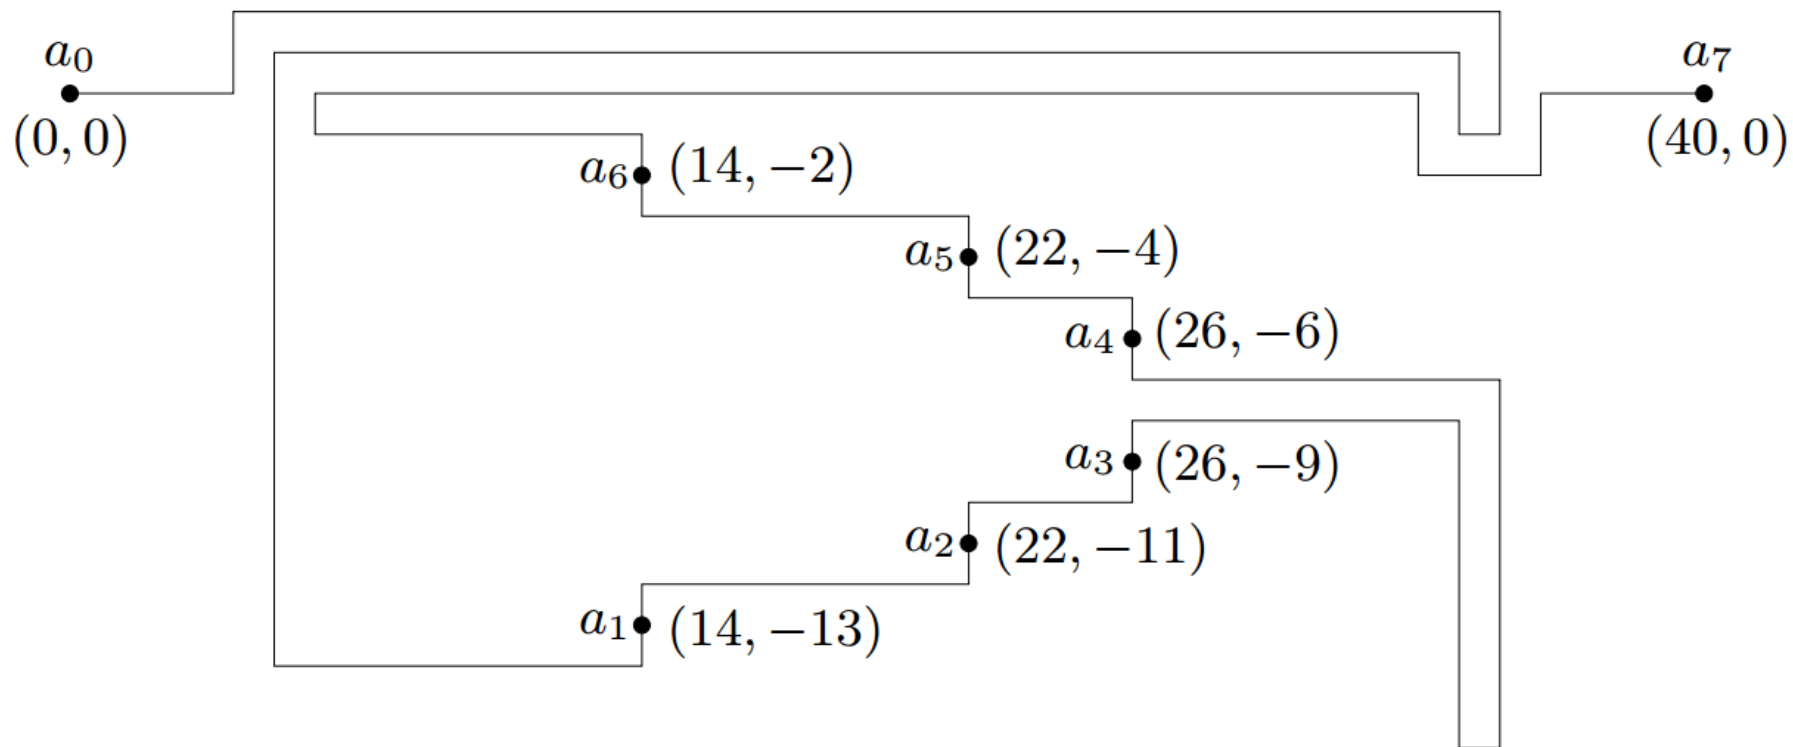 a₀
a₇
(0, 0)
(40, 0)
a₆ (14, −2)
a₅ (22, −4)
a₄ (26, −6)
a₃ (26, −9)
a₂ (22, −11)
a₁ (14, −13)